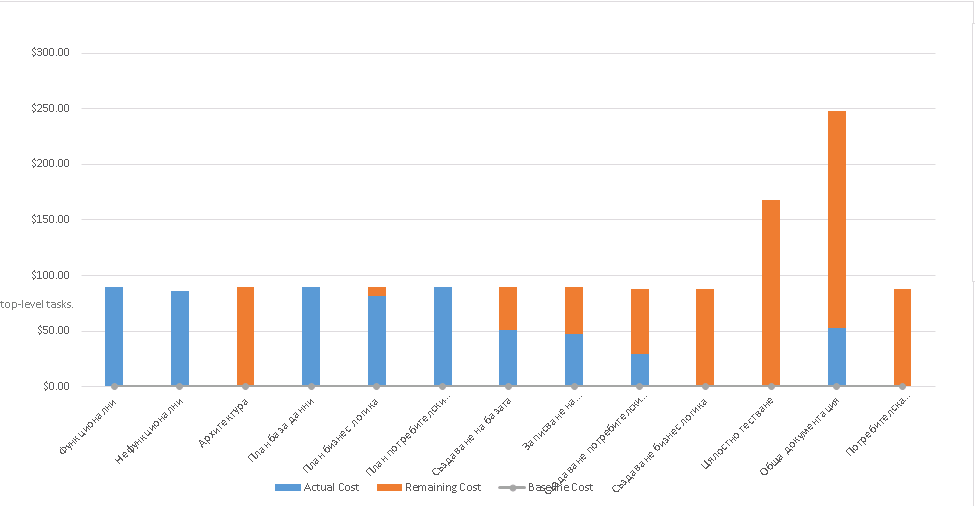 $300.00
$250.00
$200.00
$150.00
$100.00
top-level tasks.
$50.00
$0.00
Функционални
Нефункционални
Архитектура
План база данни
План бизнес логика
План потребителски…
Създаване на базата
Записване на…
Създаване потребителски…
Създаване бизнес логика
Цялостно тестване
Обща документация
Потребителска…
Actual Cost
Remaining Cost
Baseline Cost